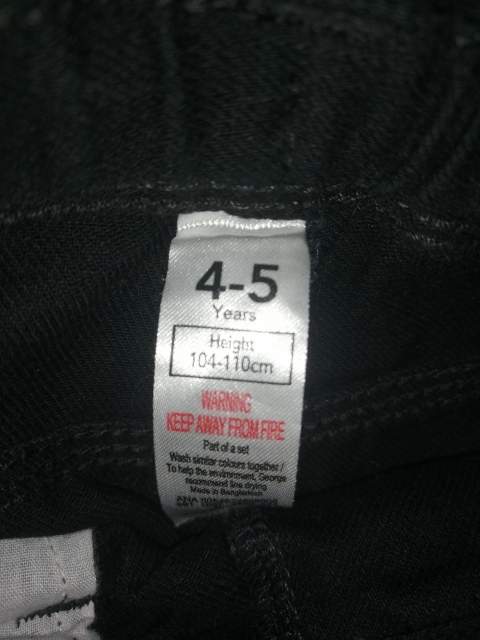 4-5
Years
Height
104-110cm
WARNING
KEEP AWAY FROM FIRE
Part of a set
Wash similar colours together /
To help the environment, George
recommend line drying
Made in Bangladesh